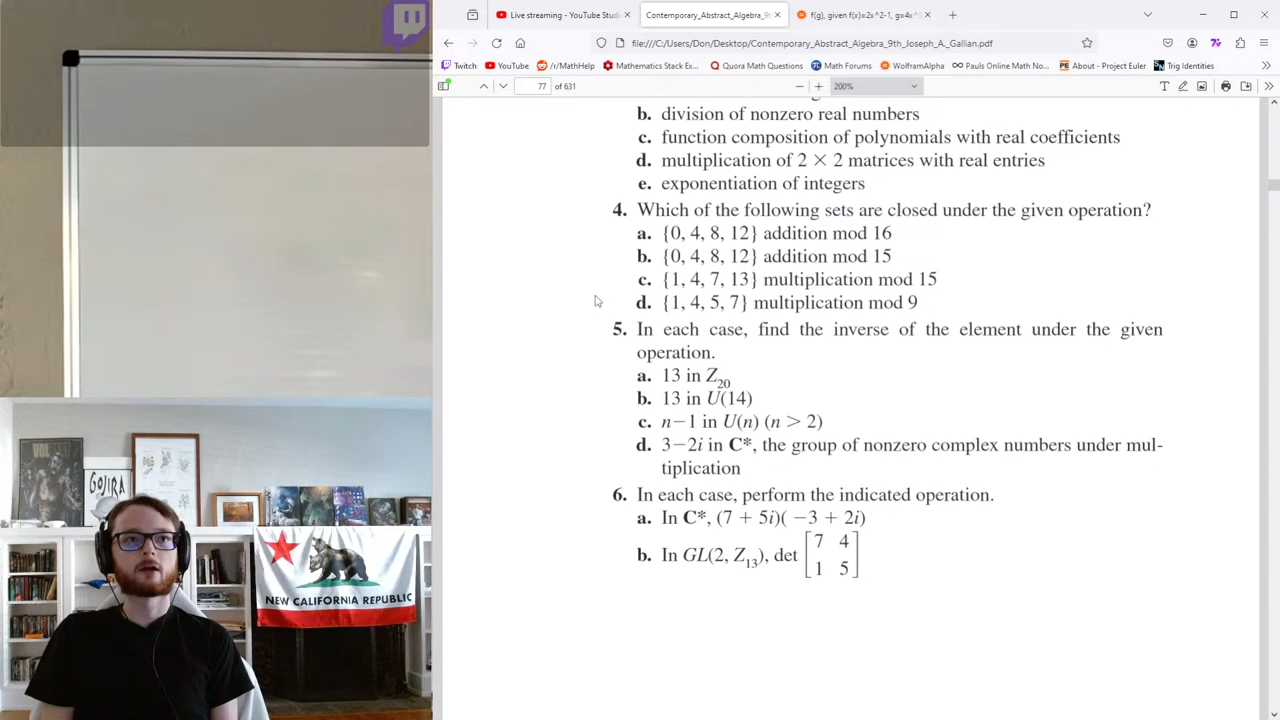 Live streaming - YouTube Studi
Contemporary_Abstract_Algebra_9t
f(g), given f(x)=2x^2-1, g=4x^
file:///C:/Users/Don/Desktop/Contemporary_Abstract_Algebra_9th_Joseph_A._Gallian.pdf
Twitch YouTube r/MathHelp Mathematics Stack Ex... Quora Math Questions Math Forums WolframAlpha Pauls Online Math No... About - Project Euler Trig Identities
77 of 631
200%
b. division of nonzero real numbers
c. function composition of polynomials with real coefficients
d. multiplication of 2 × 2 matrices with real entries
e. exponentiation of integers
4. Which of the following sets are closed under the given operation?
a. {0, 4, 8, 12} addition mod 16
b. {0, 4, 8, 12} addition mod 15
c. {1, 4, 7, 13} multiplication mod 15
d. {1, 4, 5, 7} multiplication mod 9
5. In each case, find the inverse of the element under the given
operation.
a. 13 in Z20
b. 13 in U(14)
c. n−1 in U(n) (n > 2)
d. 3−2i in C*, the group of nonzero complex numbers under mul-
tiplication
6. In each case, perform the indicated operation.
a. In C*, (7 + 5i)( −3 + 2i)
b. In GL(2, Z13), det [7 4
1 5]
GOJIRA
NEW CALIFORNIA REPUBLIC